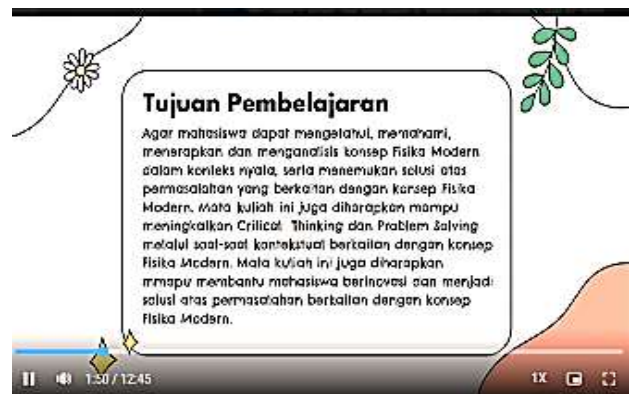 Tujuan Pembelajaran
Agar mahasiswa dapat mengetahui, memahami,
menerapkan dan menganalisis konsep Fisika Modern
dalam konteks nyata, serta menemukan solusi atas
permasalahan yang berkaitan dengan konsep Fisika
Modern. Mata kuliah ini juga diharapkan mampu
meningkatkan Critical Thinking dan Problem Solving
melalui soal-soal kontekstual berkaitan dengan konsep
Fisika Modern. Mata kuliah ini juga diharapkan
mmapu membantu mahasiswa berinovasi dan menjadi
solusi atas permasalahan berkaitan dengan konsep
Fisika Modern.
1:50 / 12:45
1X